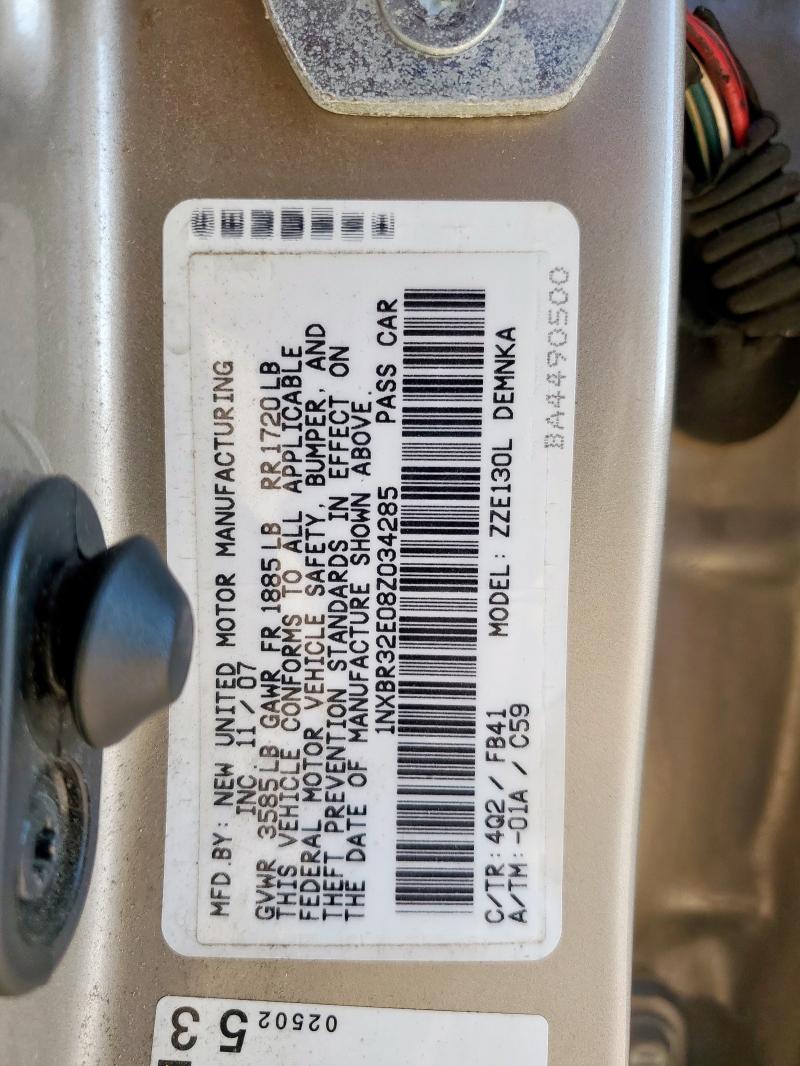 MFD.BY: NEW UNITED MOTOR MANUFACTURING
INC 11/07
GVWR 3585LB GAWR FR 1885LB RR1720LB
THIS VEHICLE CONFORMS TO ALL APPLICABLE
FEDERAL MOTOR VEHICLE SAFETY, BUMPER, AND
THEFT PREVENTION STANDARDS IN EFFECT ON
THE DATE OF MANUFACTURE SHOWN ABOVE.
1NXBR32E08Z034285 PASS CAR
C/TR: 4Q2/FB41 MODEL: ZZE130L DEMNKA
A/TM: -01A/C59
BA4490500
02502
53